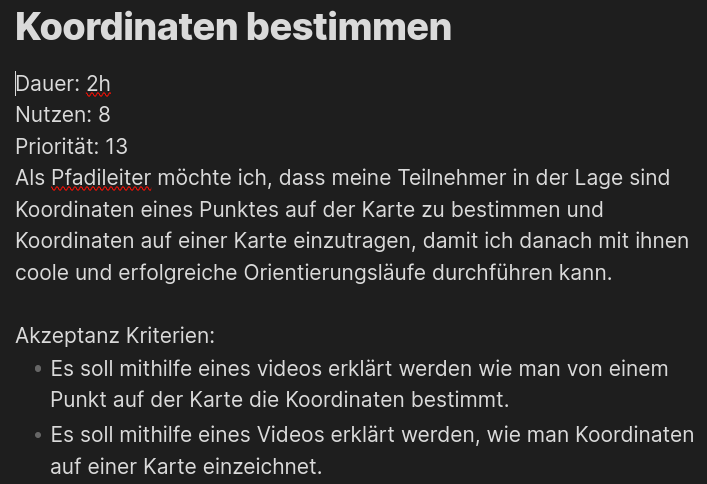 Koordinaten bestimmen
Dauer: 2h
Nutzen: 8
Priorität: 13
Als Pfadileiter möchte ich, dass meine Teilnehmer in der Lage sind
Koordinaten eines Punktes auf der Karte zu bestimmen und
Koordinaten auf einer Karte einzutragen, damit ich danach mit ihnen
coole und erfolgreiche Orientierungsläufe durchführen kann.
Akzeptanz Kriterien:
• Es soll mithilfe eines videos erklärt werden wie man von einem
Punkt auf der Karte die Koordinaten bestimmt.
• Es soll mithilfe eines Videos erklärt werden, wie man Koordinaten
auf einer Karte einzeichnet.